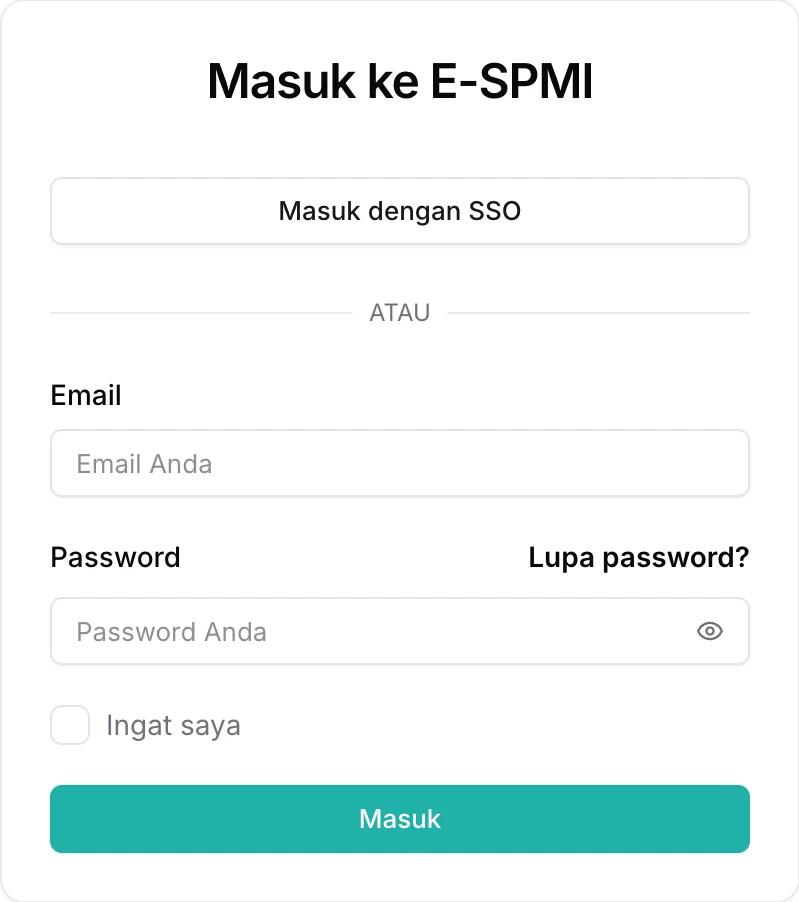 Masuk ke E-SPMI
Masuk dengan SSO
ATAU
Email
Email Anda
Password
Lupa password?
Password Anda
Ingat saya
Masuk